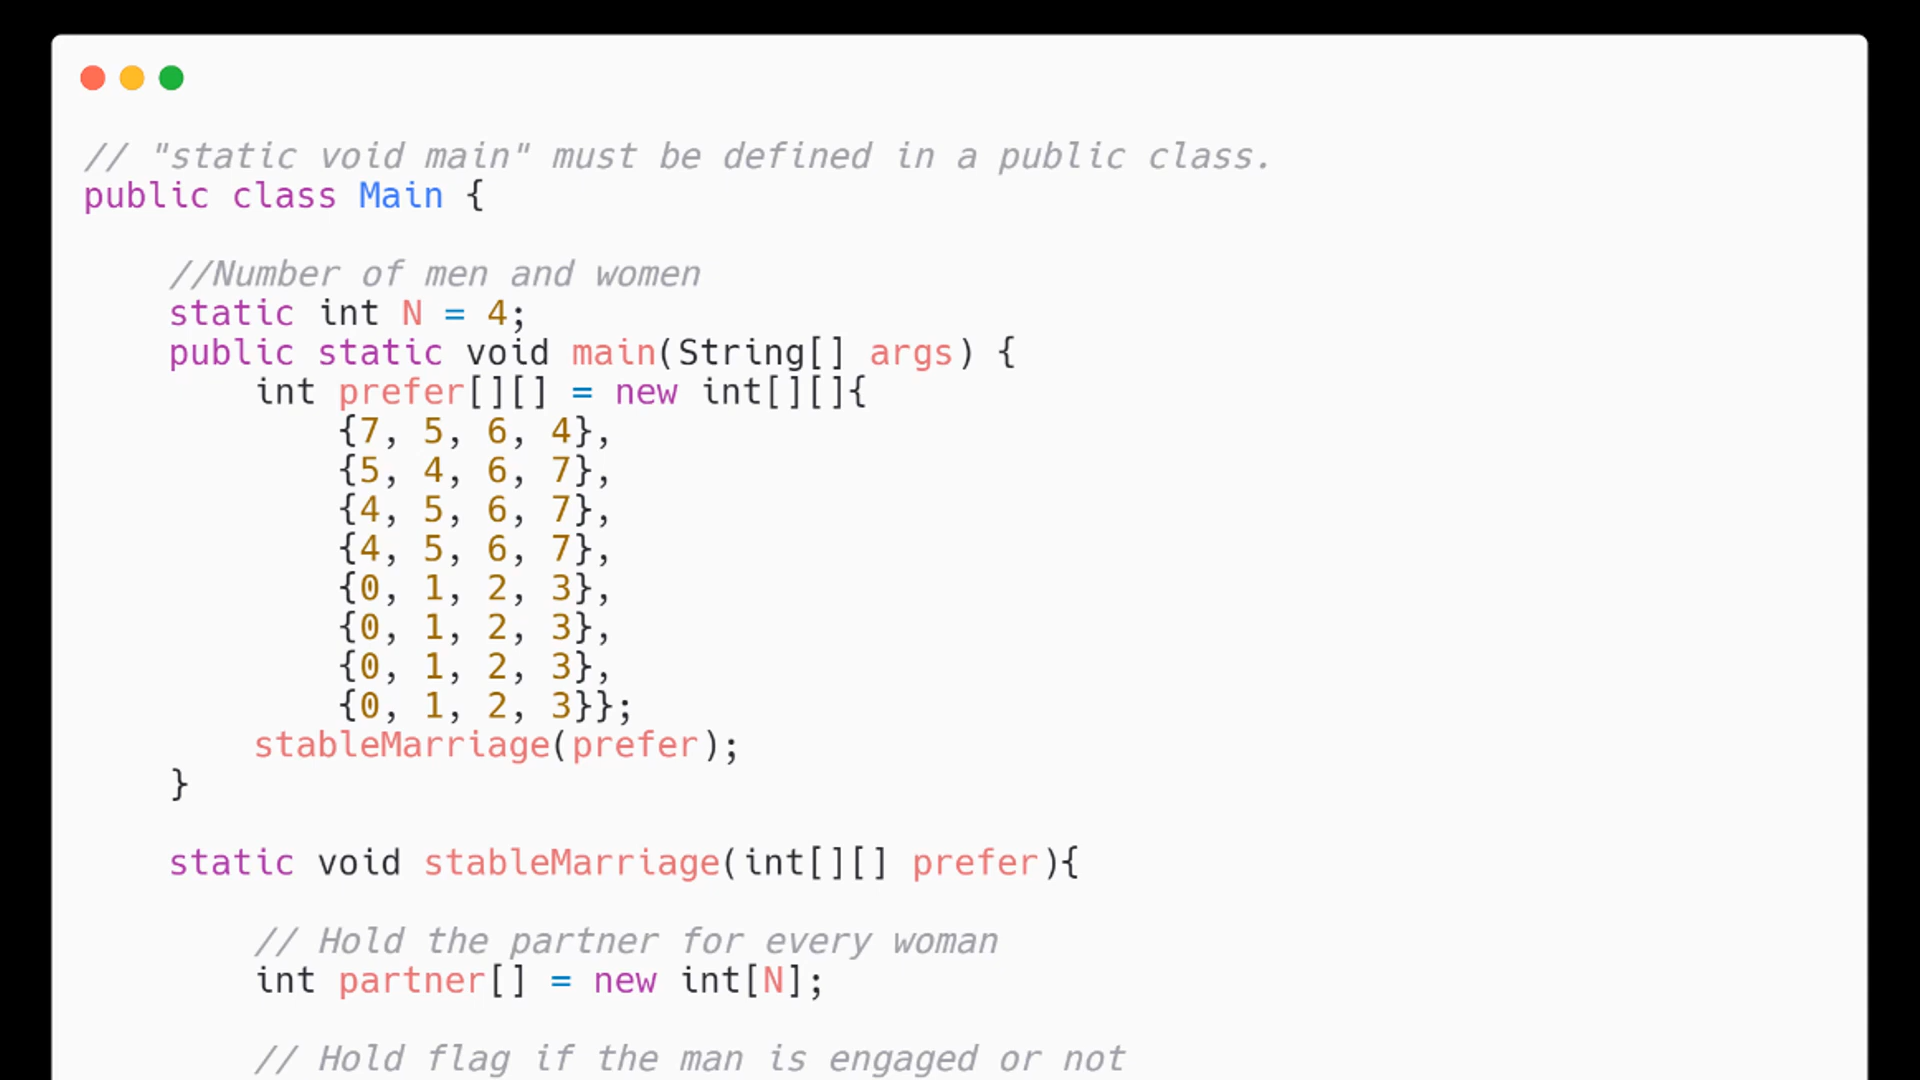 // "static void main" must be defined in a public class.
public class Main {
//Number of men and women
static int N = 4;
public static void main(String[] args) {
int prefer[][] = new int[][]{
{7, 5, 6, 4},
{5, 4, 6, 7},
{4, 5, 6, 7},
{4, 5, 6, 7},
{0, 1, 2, 3},
{0, 1, 2, 3},
{0, 1, 2, 3},
{0, 1, 2, 3}};
stableMarriage(prefer);
}
static void stableMarriage(int[][] prefer){
// Hold the partner for every woman
int partner[] = new int[N];
// Hold flag if the man is engaged or not